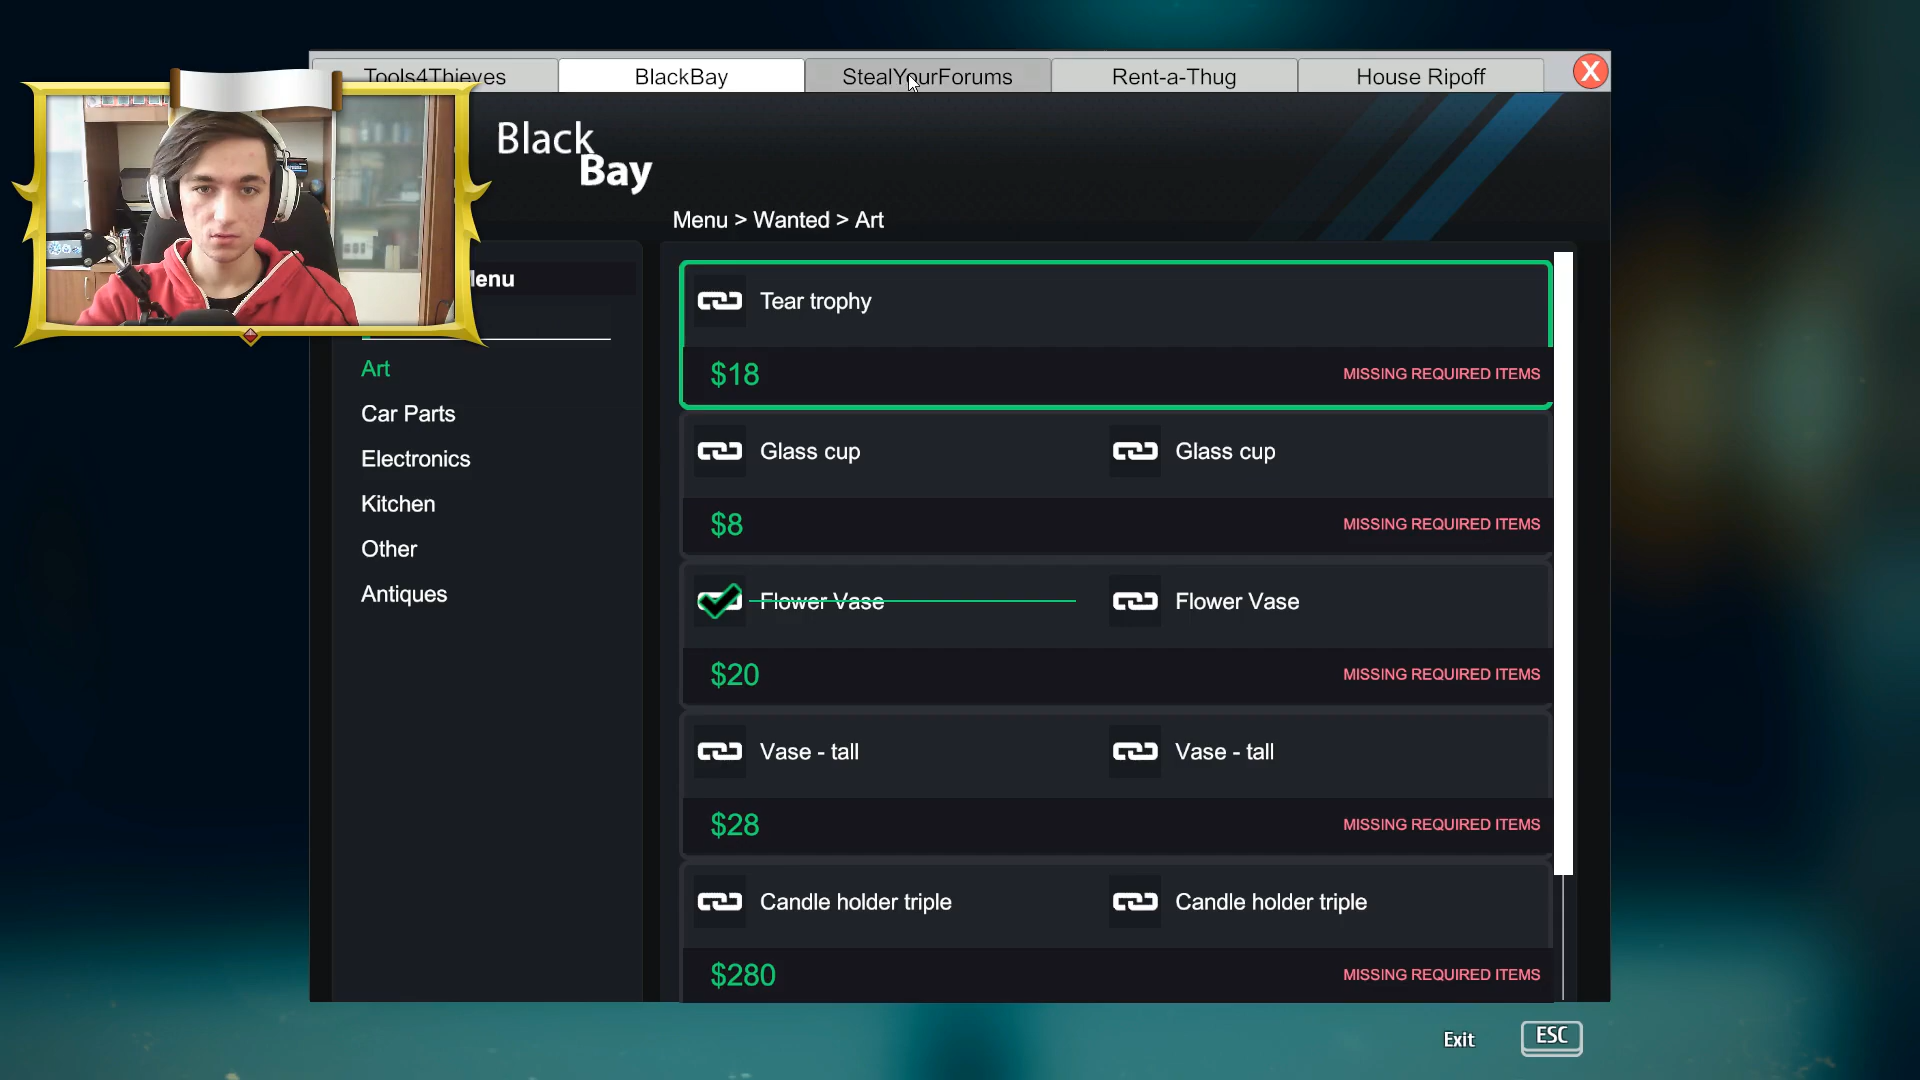 Tools4Thieves
BlackBay
StealYourForums
Rent-a-Thug
House Ripoff
X
Black
Bay
Menu > Wanted > Art
enu
Art
Car Parts
Electronics
Kitchen
Other
Antiques
Tear trophy
$18
MISSING REQUIRED ITEMS
Glass cup
Glass cup
$8
MISSING REQUIRED ITEMS
Flower Vase
Flower Vase
$20
MISSING REQUIRED ITEMS
Vase - tall
Vase - tall
$28
MISSING REQUIRED ITEMS
Candle holder triple
Candle holder triple
$280
MISSING REQUIRED ITEMS
Exit
ESC